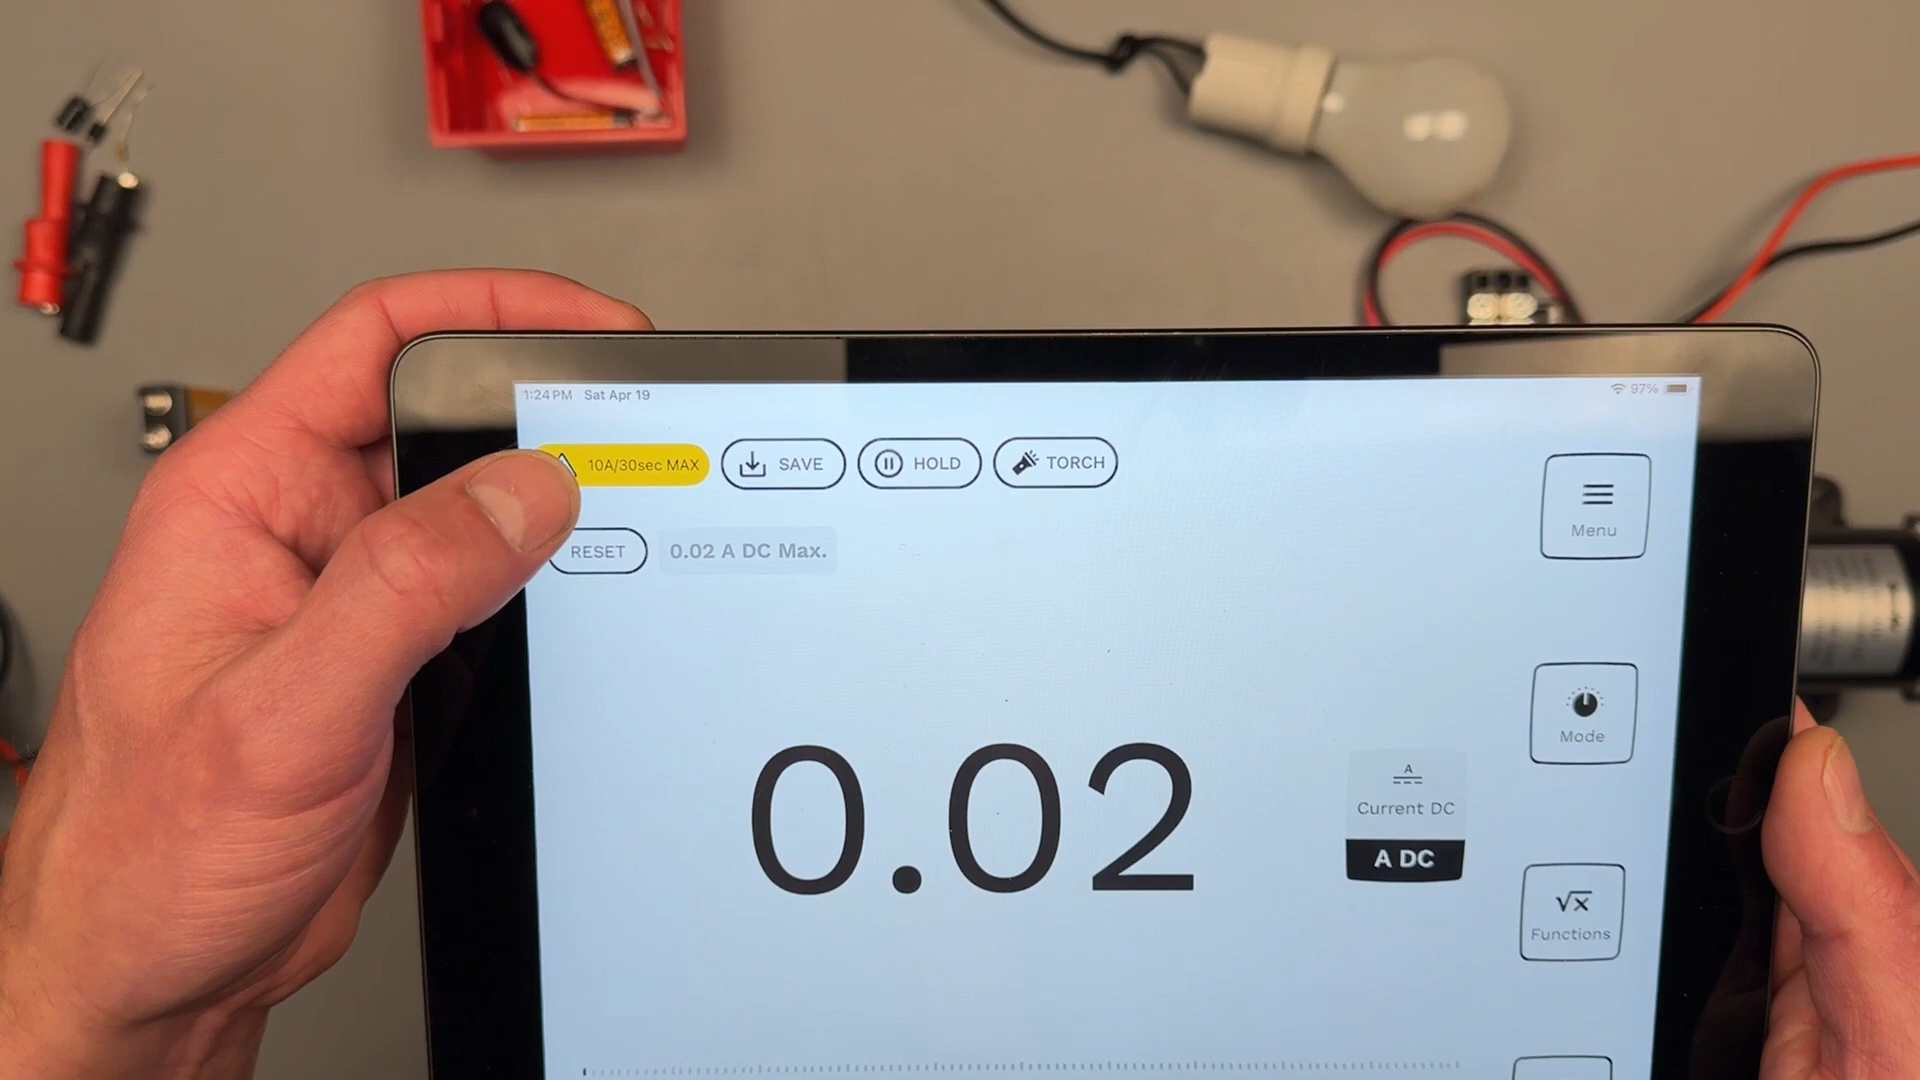 1:24 PM Sat Apr 19
97%
10A/30sec MAX
SAVE
HOLD
TORCH
RESET
0.02 A DC Max.
Menu
Mode
0.02
A
Current DC
A DC
√x
Functions